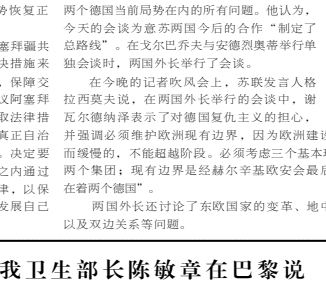 势恢复正
塞拜疆共
决措施来
,保障交
议阿塞拜
取法律措
真正自治
。决定要
之内通过
律,以保
发展自己
两个德国当前局势在内的所有问题。他认为,
今天的会谈为意苏两国今后的合作“制定了
总路线”。在戈尔巴乔夫与安德烈奥蒂举行单
独会谈时,两国外长举行了会谈。
在今晚的记者吹风会上,苏联发言人格
拉西莫夫说,在两国外长举行的会谈中,谢
瓦尔德纳泽表示了对德国复仇主义的担心,
并强调必须维护欧洲现有边界,因为欧洲建设
而缓慢的,不能超越阶段。必须考虑三个基本
两个集团;现有边界是经赫尔辛基欧安会最后
在着两个德国”。
两国外长还讨论了东欧国家的变革、地中
以及双边关系等问题。
我卫生部长陈敏章在巴黎说